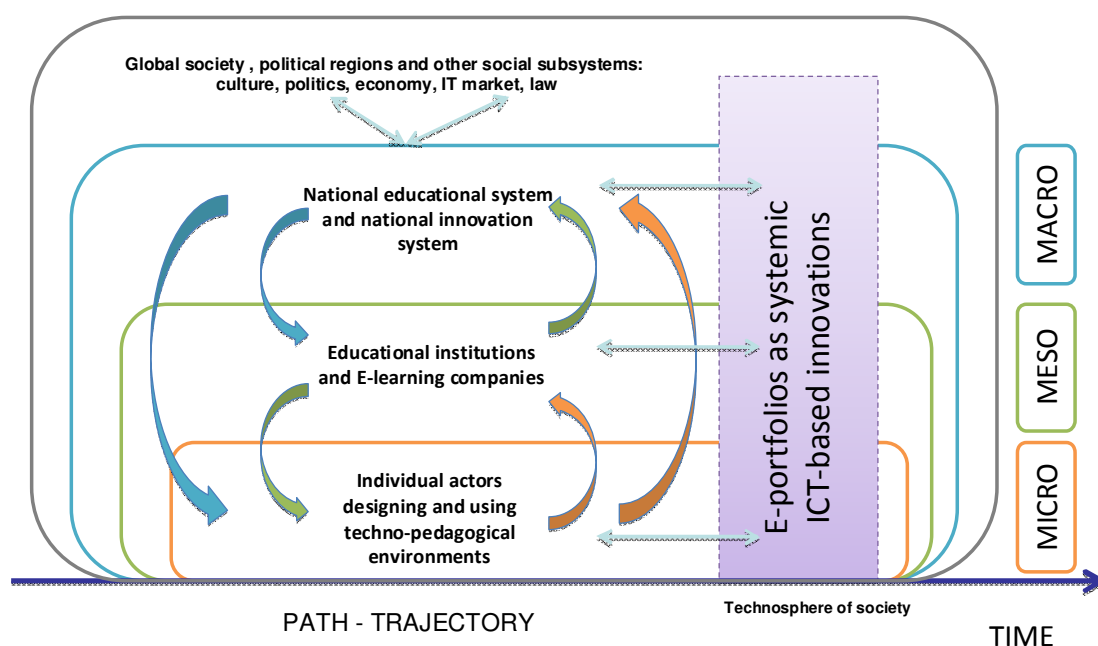 Global society , political regions and other social subsystems:
culture, politics, economy, IT market, law
National educational system
and national innovation
system
Educational institutions
and E-learning companies
Individual actors
designing and using
techno-pedagogical
environments
E-portfolios as systemic
ICT-based innovations
MACRO
MESO
MICRO
Technosphere of society
PATH - TRAJECTORY
TIME